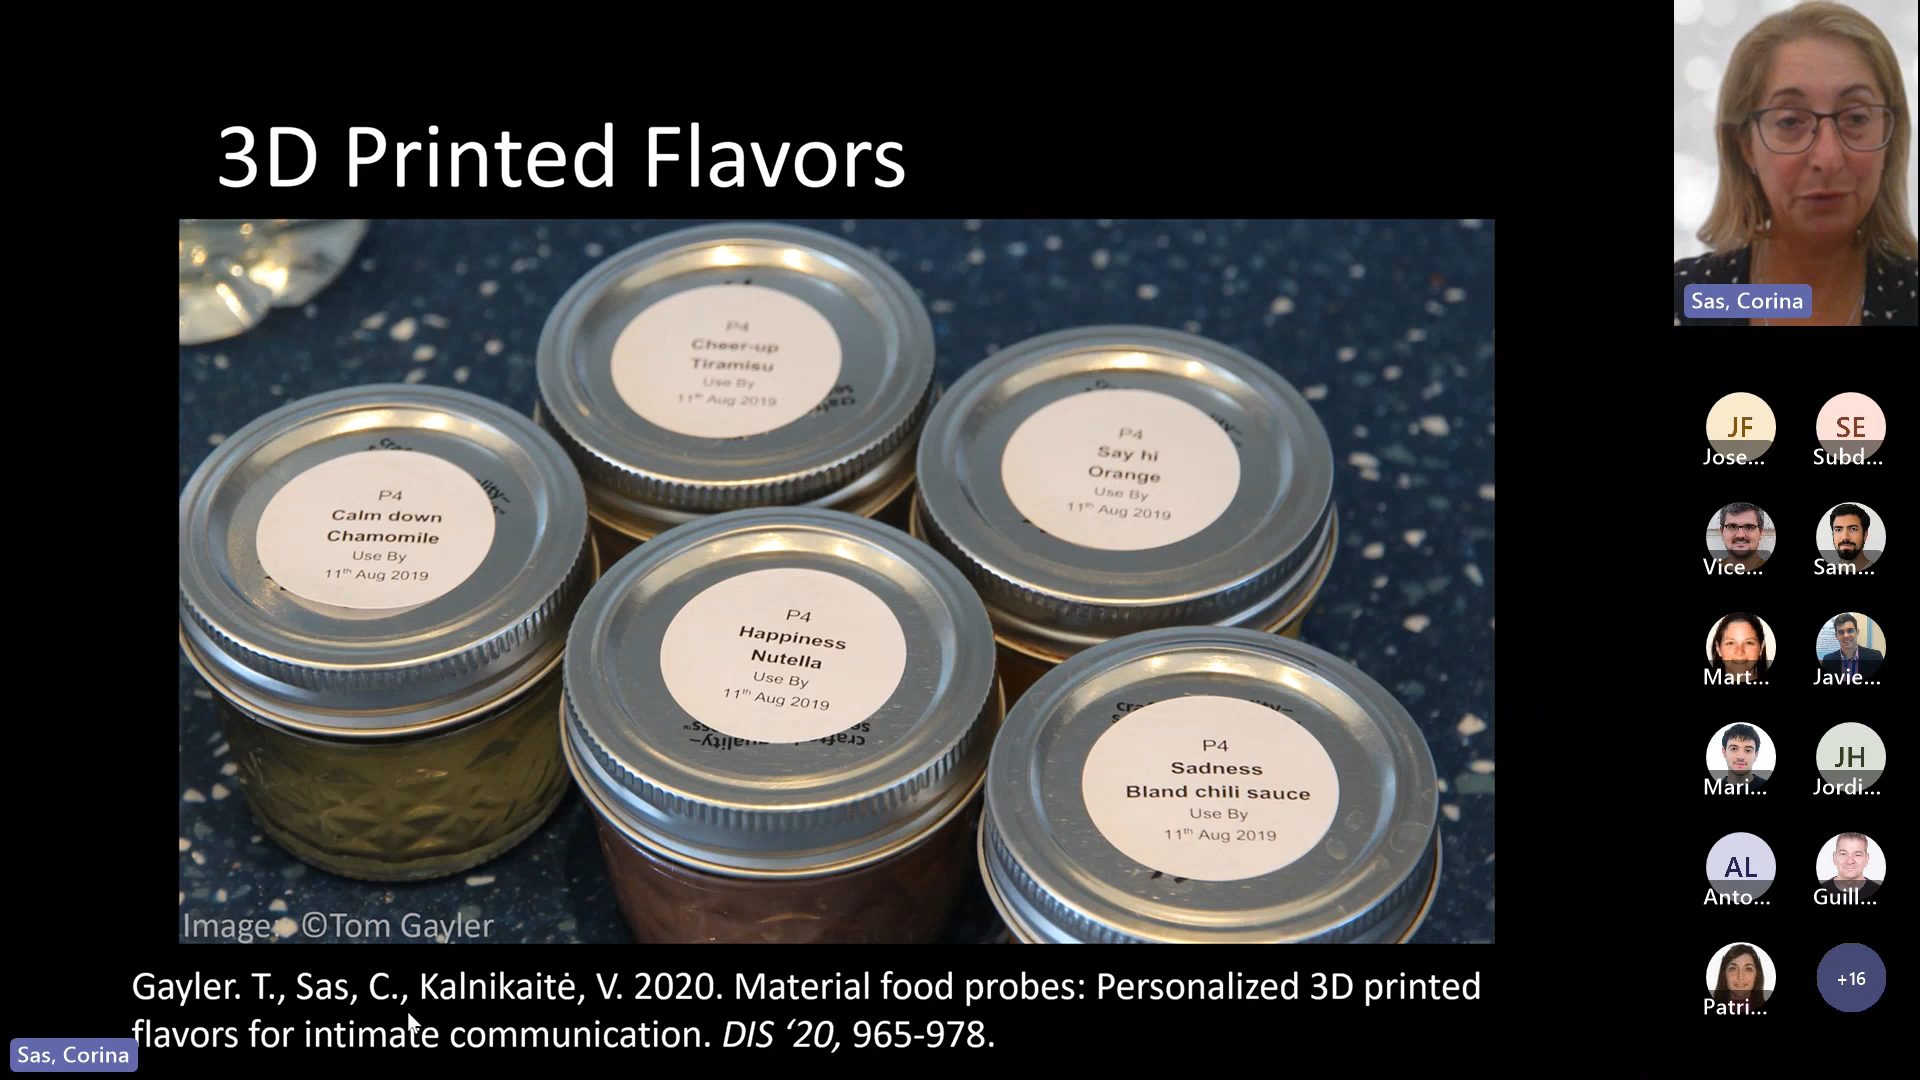 3D Printed Flavors
P4
Cheer-up
Tiramisu
Use By
11th Aug 2019
P4
Say hi
Orange
Use By
11th Aug 2019
P4
Calm down
Chamomile
Use By
11th Aug 2019
P4
Happiness
Nutella
Use By
11th Aug 2019
P4
Sadness
Bland chili sauce
Use By
11th Aug 2019
©Tom Gayler
Gayler. T., Sas, C., Kalnikaitė, V. 2020. Material food probes: Personalized 3D printed
flavors for intimate communication. DIS ‘20, 965-978.
Sas, Corina
Sas, Corina
JF
Jose...
SE
Subd...
Vice...
Sam...
Mart...
Javie...
Mari...
JH
Jordi...
AL
Anto...
Guill...
Patri...
+16